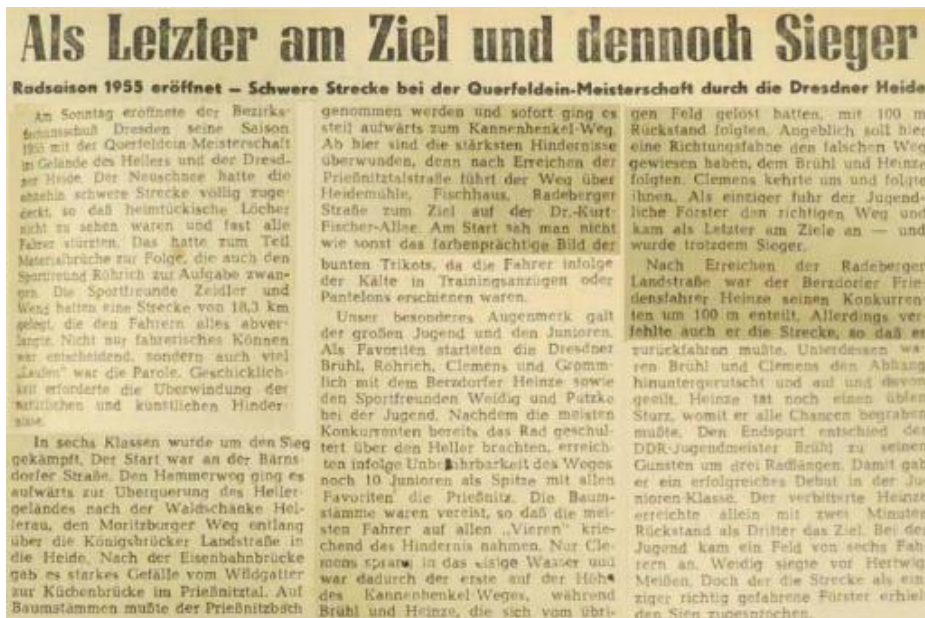 Als Letzter am Ziel und dennoch Sieger
Radsaison 1955 eröffnet — Schwere Strecke bei der Querfeldein-Meisterschaft durch die Dresdner Heide
Am Sonntag eröffnete der Bezirks-
Dresden seine Saison
1955 mit der Querfeldein-Meisterschaft
im Gelände des Hellers und der Dresd-
ner Heide. Der Neuschnee hatte die
ohnehin schwere Strecke völlig zuge-
deckt, so daß heimtückische Löcher
nicht zu sehen waren und fast alle
Fahrer stürzten. Das hatte zum Teil
Materialbrüche zur Folge, die auch den
Sportfreund Röhrich zur Aufgabe zwan-
gen. Die Sportfreunde Zeidler und
Wend hatten eine Strecke von 18,3 km
gelegt, die den Fahrern alles abver-
langte. Nicht nur fahrerisches Können
war entscheidend, sondern auch viel
„Laufen" war die Parole. Geschicklich-
keit erforderte die Überwindung der
natürlichen und künstlichen Hinder-
nisse.
In sechs Klassen wurde um den Sieg
gekämpft. Der Start war an der Bärns-
dorfer Straße. Den Hammerweg ging es
aufwärts zur Überquerung des Heller-
geländes nach der Waldschänke Hel-
lerau, den Moritzburger Weg entlang
über die Königsbrücker Landstraße in
die Heide. Nach der Eisenbahnbrücke
gab es starkes Gefälle vom Wildgatter
zur Küchenbrücke im Prießnitztal. Auf
Baumstämmen mußte der Prießnitzbach
genommen werden und sofort ging es
steil aufwärts zum Kannenhenkel-Weg.
Ab hier sind die stärksten Hindernisse
überwunden, denn nach Erreichen der
Prießnitztalstraße führt der Weg über
Heidemühle, Fischhaus, Radeberger
Straße zum Ziel auf der Dr.-Kurt-
Fischer-Allee. Am Start sah man nicht
wie sonst das farbenprächtige Bild der
bunten Trikots, da die Fahrer infolge
der Kälte in Trainingsanzügen oder
Pantelons erschienen waren.
Unser besonderes Augenmerk galt
der großen Jugend und den Junioren.
Als Favoriten starteten die Dresdner
Brühl, Röhrich, Clemens und Gromm-
lich mit dem Berzdorfer Heinze sowie
den Sportfreunden Weidig und Putzke
bei der Jugend. Nachdem die meisten
Konkurrenten bereits das Rad geschul-
tert über den Heller brachten, erreich-
ten infolge Unbefahrbarkeit des Weges
noch 10 Junioren als Spitze mit allen
Favoriten die Prießnitz. Die Baum-
stämme waren vereist, so daß die mei-
sten Fahrer auf allen „Vieren" krie-
chend das Hindernis nahmen. Nur Cle-
mens sprang in das eisige Wasser und
war dadurch der erste auf der Höhe
des Kannenhenkel-Weges, während
Brühl und Heinze, die sich vom übri-
gen Feld gelöst hatten, mit 100 m
Rückstand folgten. Angeblich soll hier
eine Richtungsfahne den falschen Weg
gewiesen haben, dem Brühl und Heinze
folgten. Clemens kehrte um und folgte
ihnen. Als einziger fuhr der Jugend-
liche Förster den richtigen Weg und
kam als Letzter am Ziele an — und
wurde trotzdem Sieger.
Nach Erreichen der Radeberger
Landstraße war der Berzdorfer Frie-
densfahrer Heinze seinen Konkurren-
ten um 100 m enteilt. Allerdings ver-
fehlte auch er die Strecke, so daß er
zurückfahren mußte. Unterdessen wa-
ren Brühl und Clemens den Abhang
hinuntergerutscht und auf und davon
geeilt. Heinze tat noch einen üblen
Sturz, womit er alle Chancen begraben
mußte. Den Endspurt entschied der
DDR-Jugendmeister Brühl zu seinen
Gunsten um drei Radlängen. Damit gab
er ein erfolgreiches Debut in der Ju-
nioren-Klasse. Der verbitterte Heinze
erreichte allein mit zwei Minuten
Rückstand als Dritter das Ziel. Bei der
Jugend kam ein Feld von sechs Fah-
rern an. Weidig siegte vor Hertwig,
Meißen. Doch der die Strecke als ein-
ziger richtig gefahrene Förster erhielt
den Sieg zugesprochen.